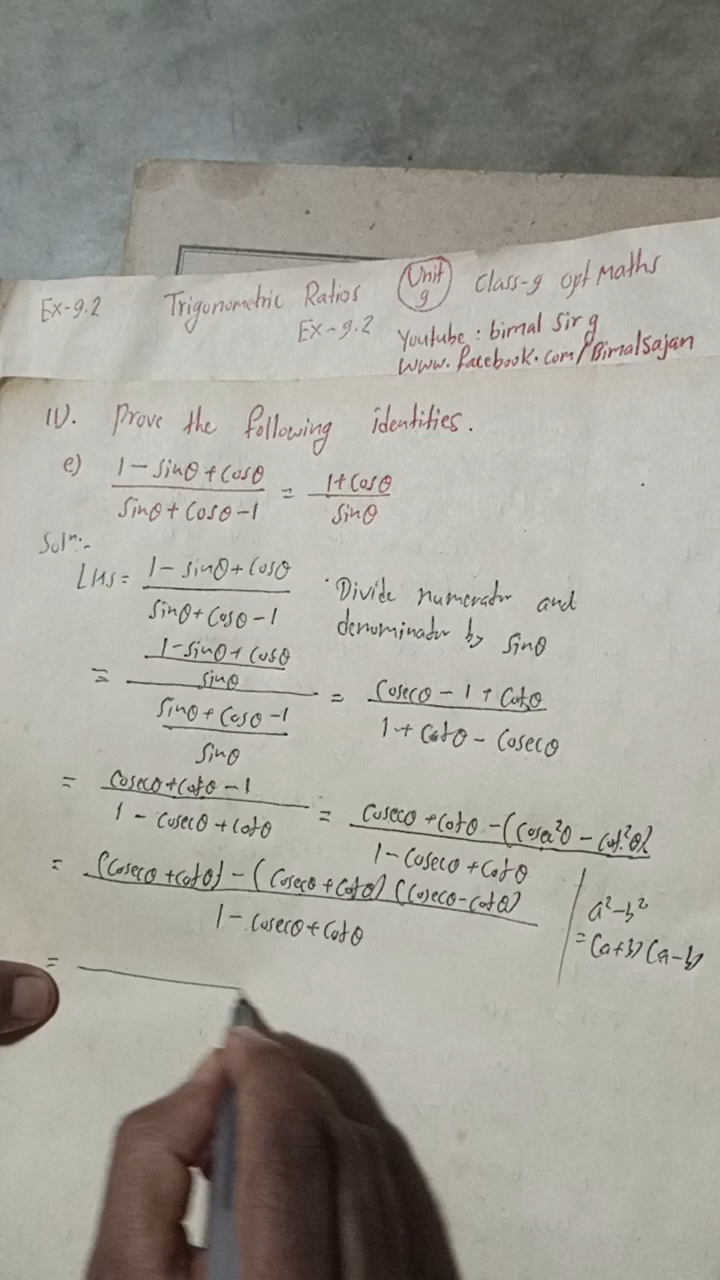 Ex-9.2 Trigonometric Ratios Unit 9 Class-9 Opt Maths
Ex-9.2 Youtube : bimal Sir g
www.facebook.com/Bimalsajan
10. Prove the following identities.
e) (1 - sinθ + cosθ)/(sinθ + cosθ - 1) = (1 + cosθ)/sinθ
Solⁿ:-
LHS = (1 - sinθ + cosθ)/(sinθ + cosθ - 1) Divide numerator and
denominator by sinθ
= ((1 - sinθ + cosθ)/sinθ)/((sinθ + cosθ - 1)/sinθ) = (cosecθ - 1 + cotθ)/(1 + cotθ - cosecθ)
= (cosecθ + cotθ - 1)/(1 - cosecθ + cotθ) = (cosecθ + cotθ - (cosec²θ - cot²θ))/(1 - cosecθ + cotθ)
= ((cosecθ + cotθ) - (cosecθ + cotθ)(cosecθ - cotθ))/(1 - cosecθ + cotθ)
a² - b²
= (a+b)(a-b)
=